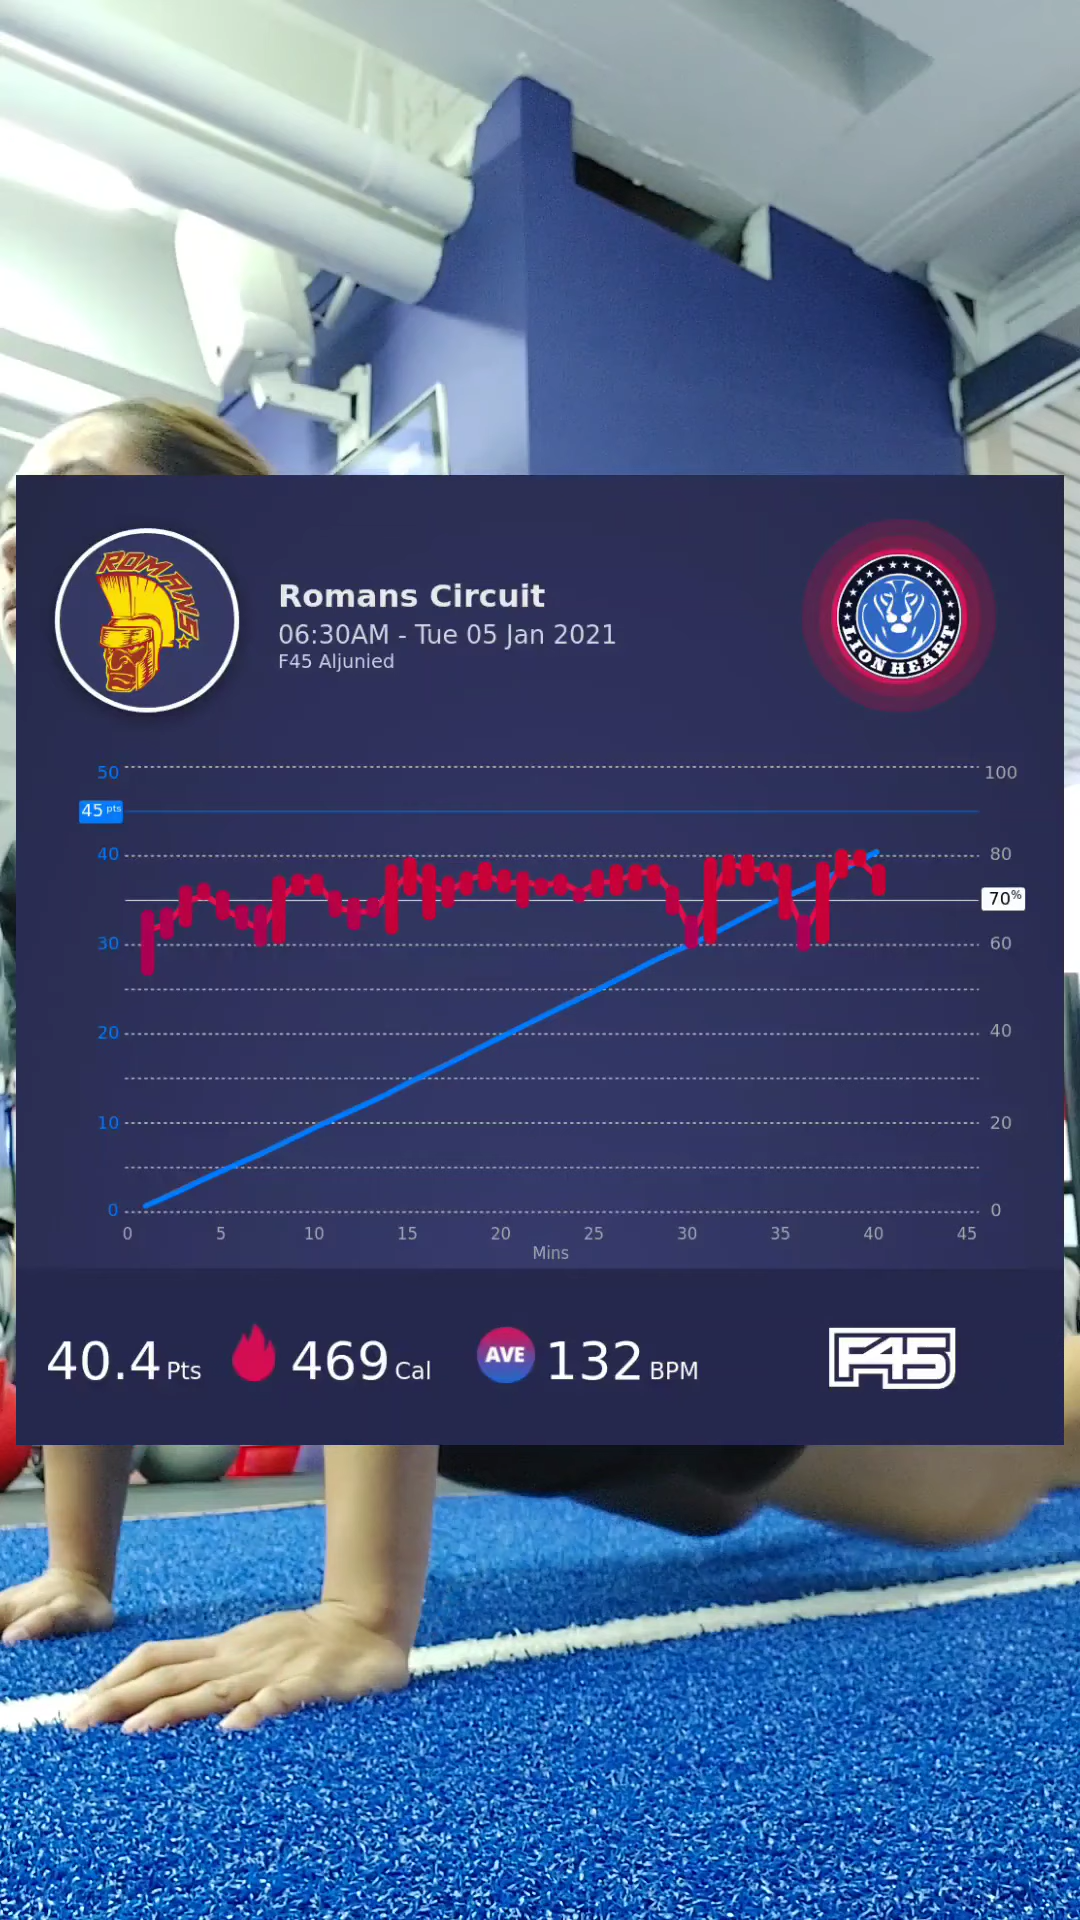 ROMANS
Romans Circuit
06:30AM - Tue 05 Jan 2021
F45 Aljunied
LION HEART
50
100
45 pts
40
80
70%
30
60
20
40
10
20
0
0
0 5 10 15 20 25 30 35 40 45
Mins
40.4 Pts 469 Cal AVE 132 BPM F45